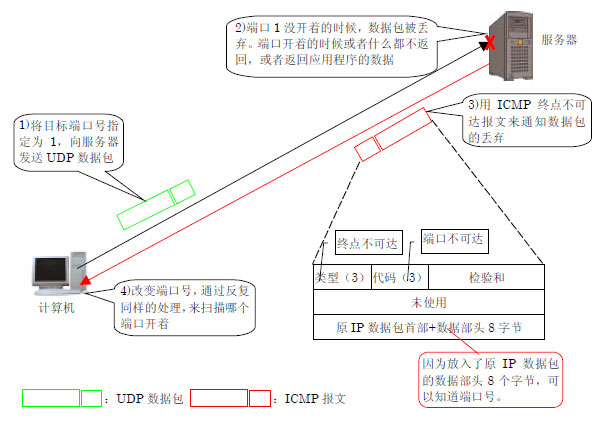 2)端口 1 没开着的时候，数据包被丢
弃。端口开着的时候或者什么都不返
回，或者返回应用程序的数据
服务器
3)用 ICMP 终点不可
达报文来通知数据包
的丢弃
1)将目标端口号指
定为 1，向服务器
发送 UDP 数据包
终点不可达
端口不可达
4)改变端口号，通过反复
同样的处理，来扫描哪个
端口开着
计算机
类型（3）
代码（3）
检验和
未使用
原 IP 数据包首部+数据部头 8 字节
因为放入了原 IP 数据包
的数据部头 8 个字节，可
以知道端口号。
：UDP 数据包
：ICMP 报文